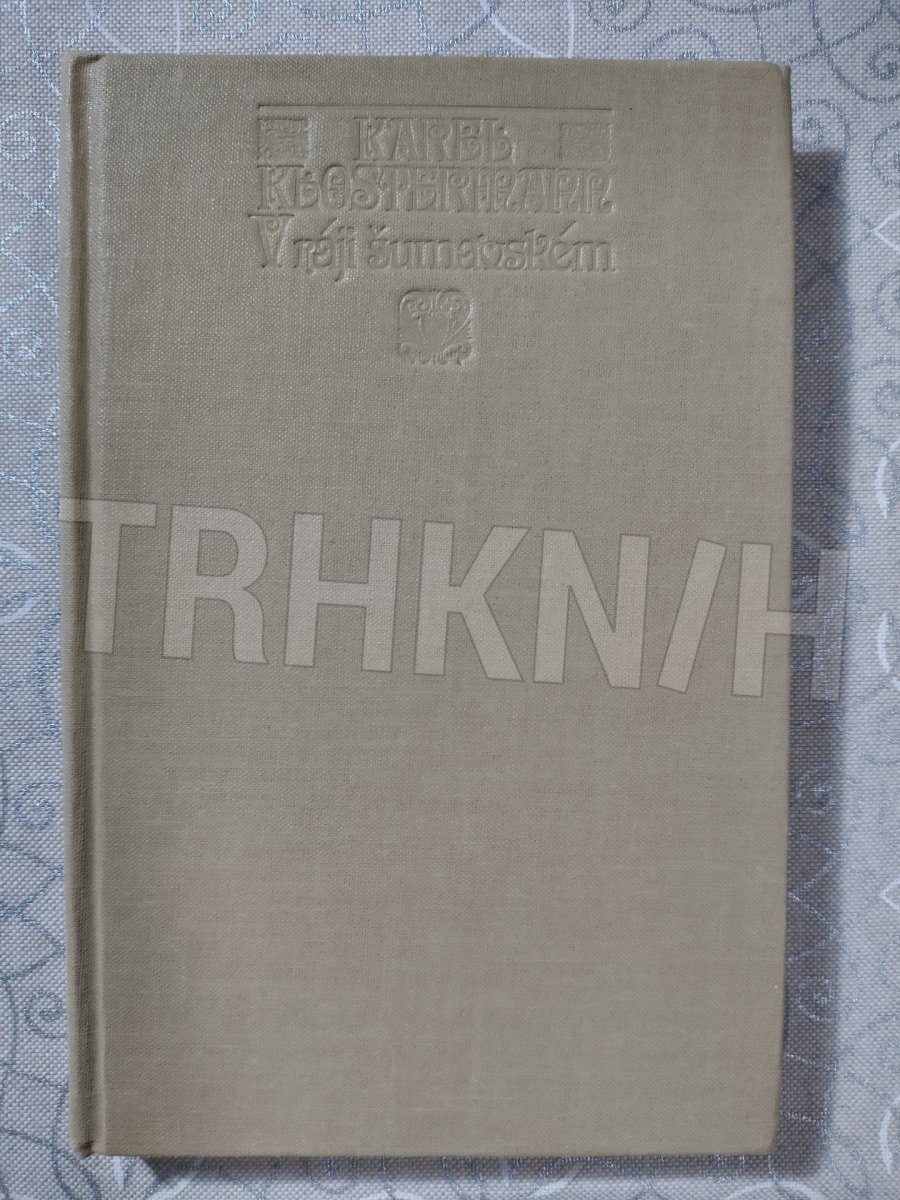 KAREL
KLOSTERMANN
V ráji šumavském
TRHKNIH